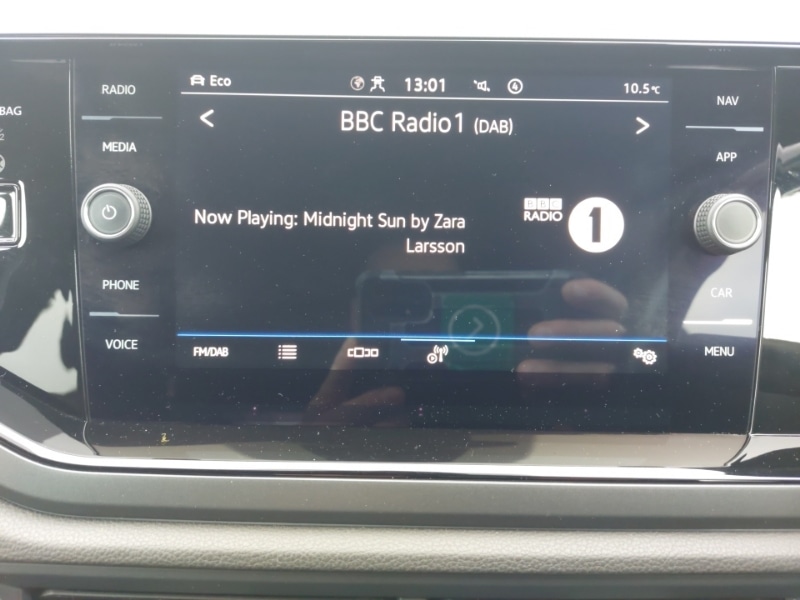 BAG
RADIO
MEDIA
PHONE
VOICE
Eco
13:01
4
10.5°C
BBC Radio1 (DAB)
Now Playing: Midnight Sun by Zara
Larsson
BBC
RADIO
1
FM/DAB
NAV
APP
CAR
MENU